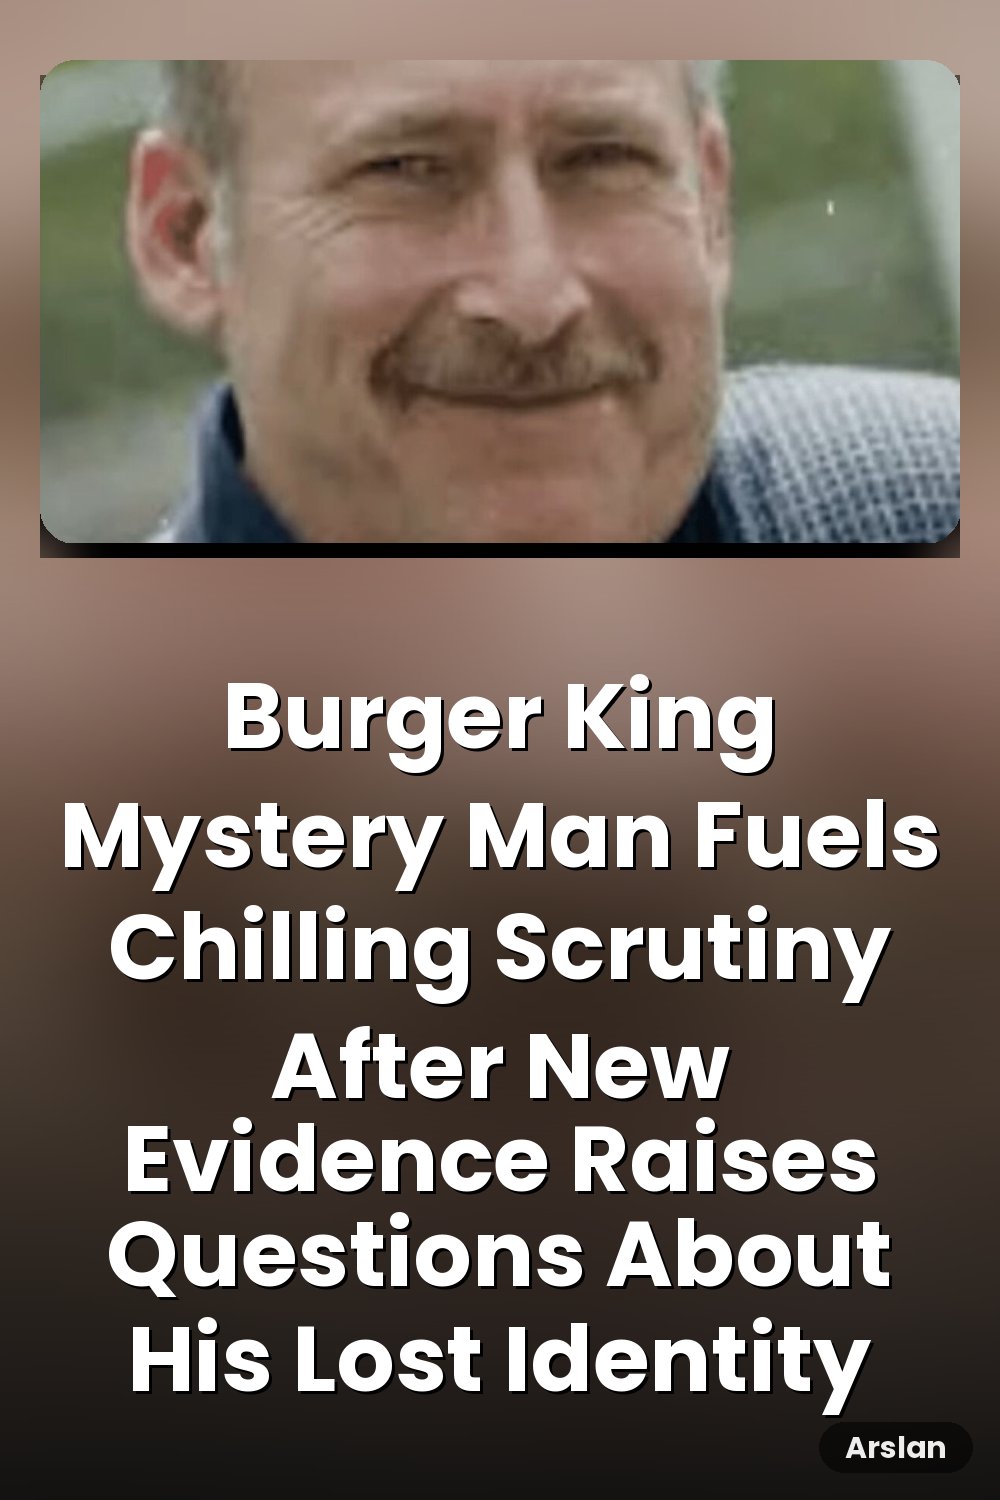 Burger King
Mystery Man Fuels
Chilling Scrutiny
After New
Evidence Raises
Questions About
His Lost Identity
Arslan